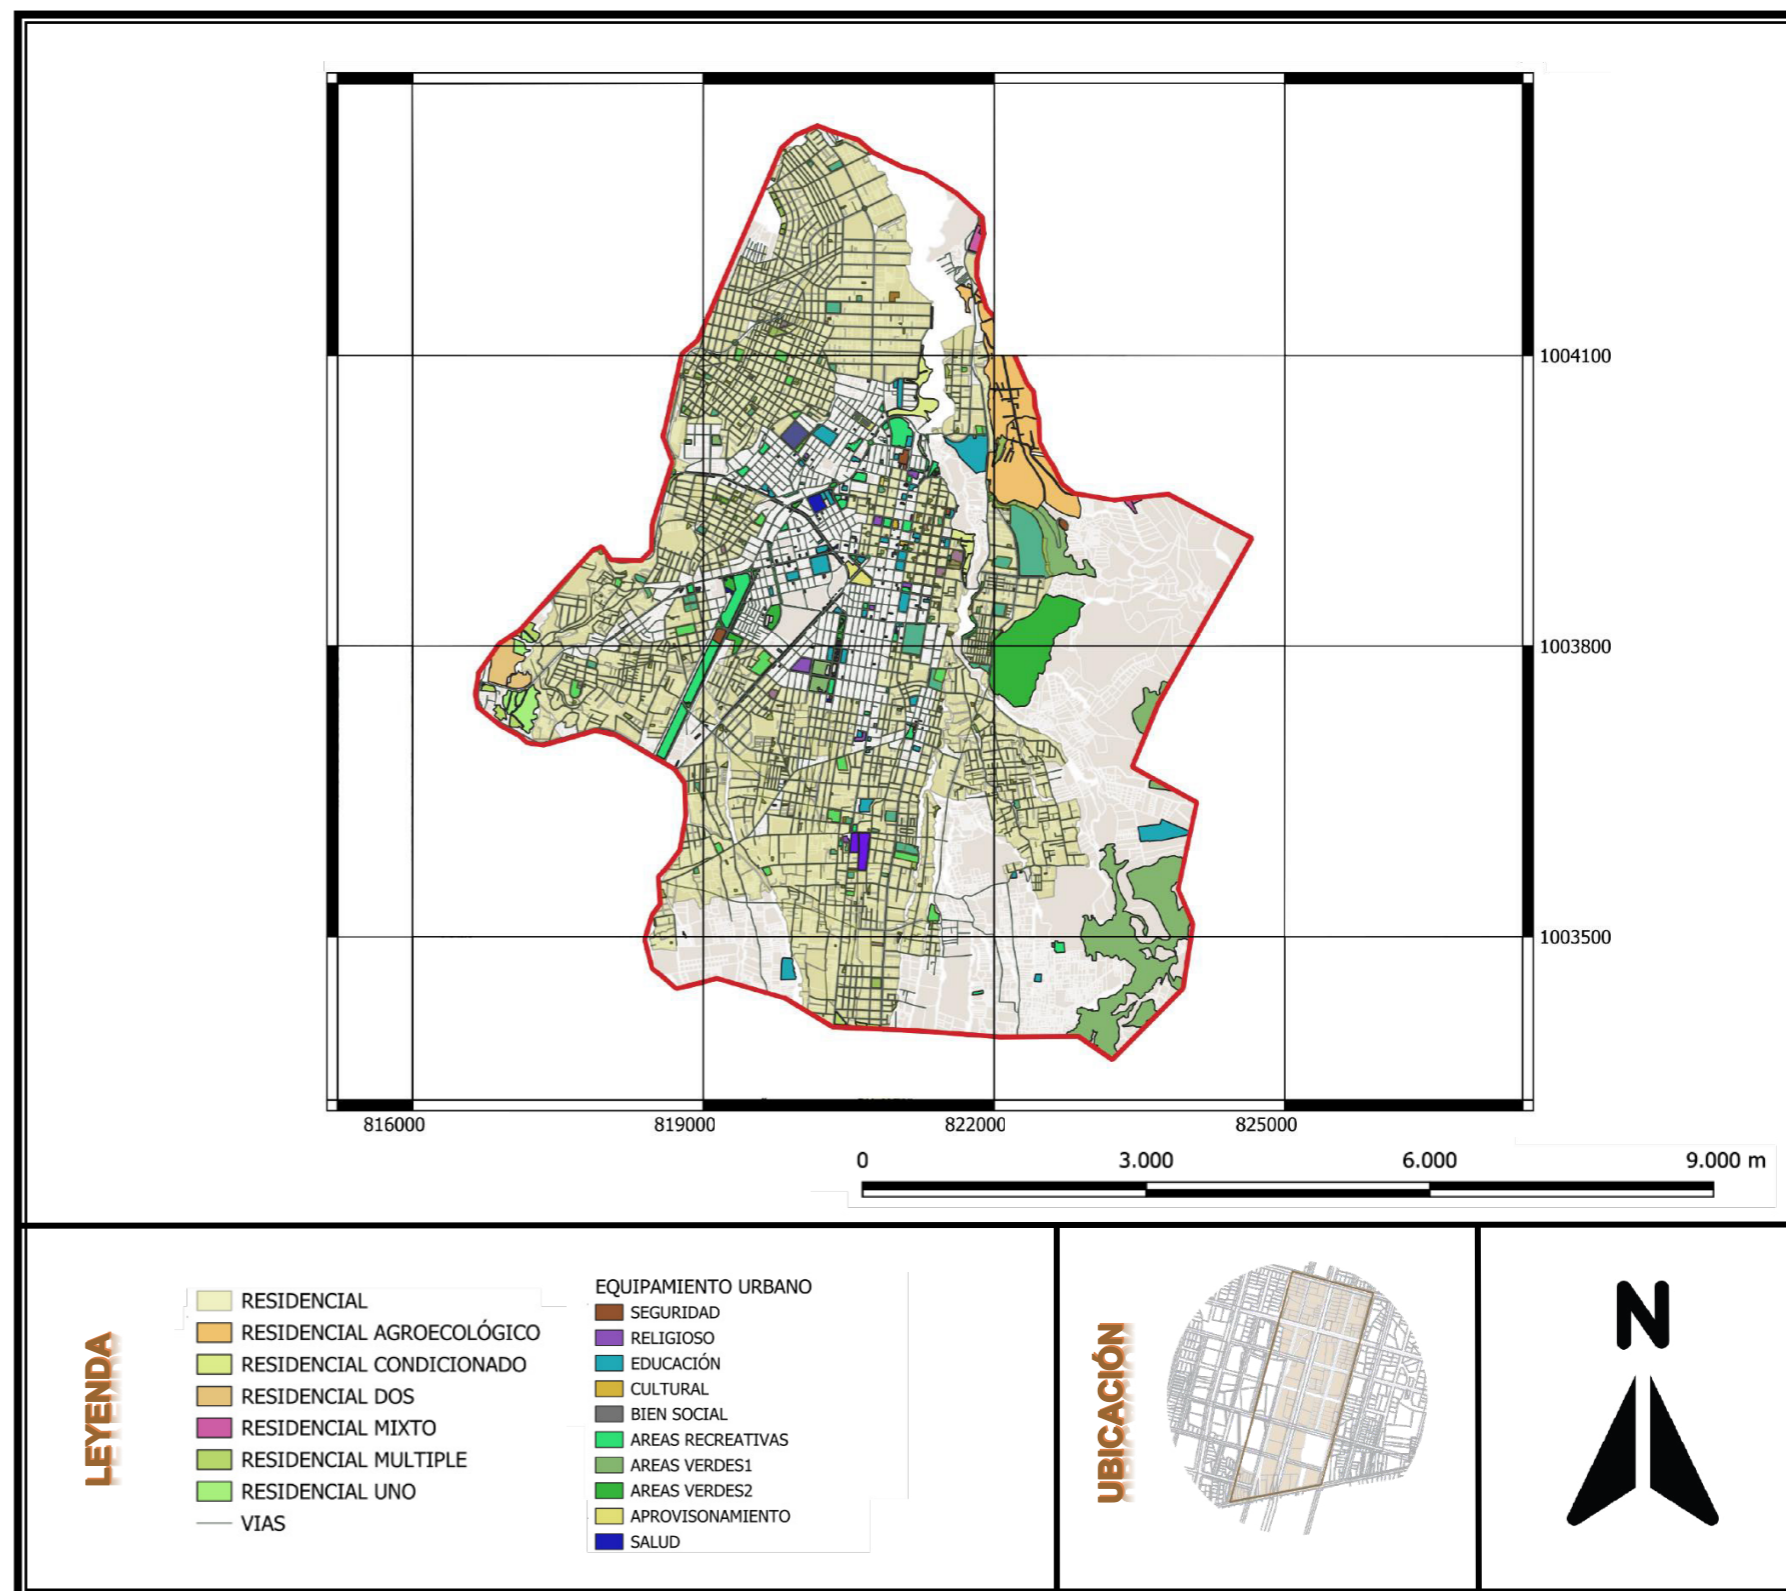 1004100
1003800
1003500
816000
819000
822000
825000
0
3.000
6.000
9.000 m
LEYENDA
RESIDENCIAL
RESIDENCIAL AGROECOLÓGICO
RESIDENCIAL CONDICIONADO
RESIDENCIAL DOS
RESIDENCIAL MIXTO
RESIDENCIAL MULTIPLE
RESIDENCIAL UNO
VIAS
EQUIPAMIENTO URBANO
SEGURIDAD
RELIGIOSO
EDUCACIÓN
CULTURAL
BIEN SOCIAL
AREAS RECREATIVAS
AREAS VERDES1
AREAS VERDES2
APROVISONAMIENTO
SALUD
UBICACIÓN
N